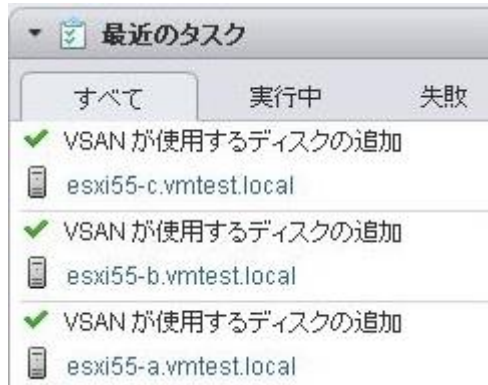 最近のタスク
すべて 実行中 失敗
VSAN が使用するディスクの追加
esxi55-c.vmtest.local
VSAN が使用するディスクの追加
esxi55-b.vmtest.local
VSAN が使用するディスクの追加
esxi55-a.vmtest.local